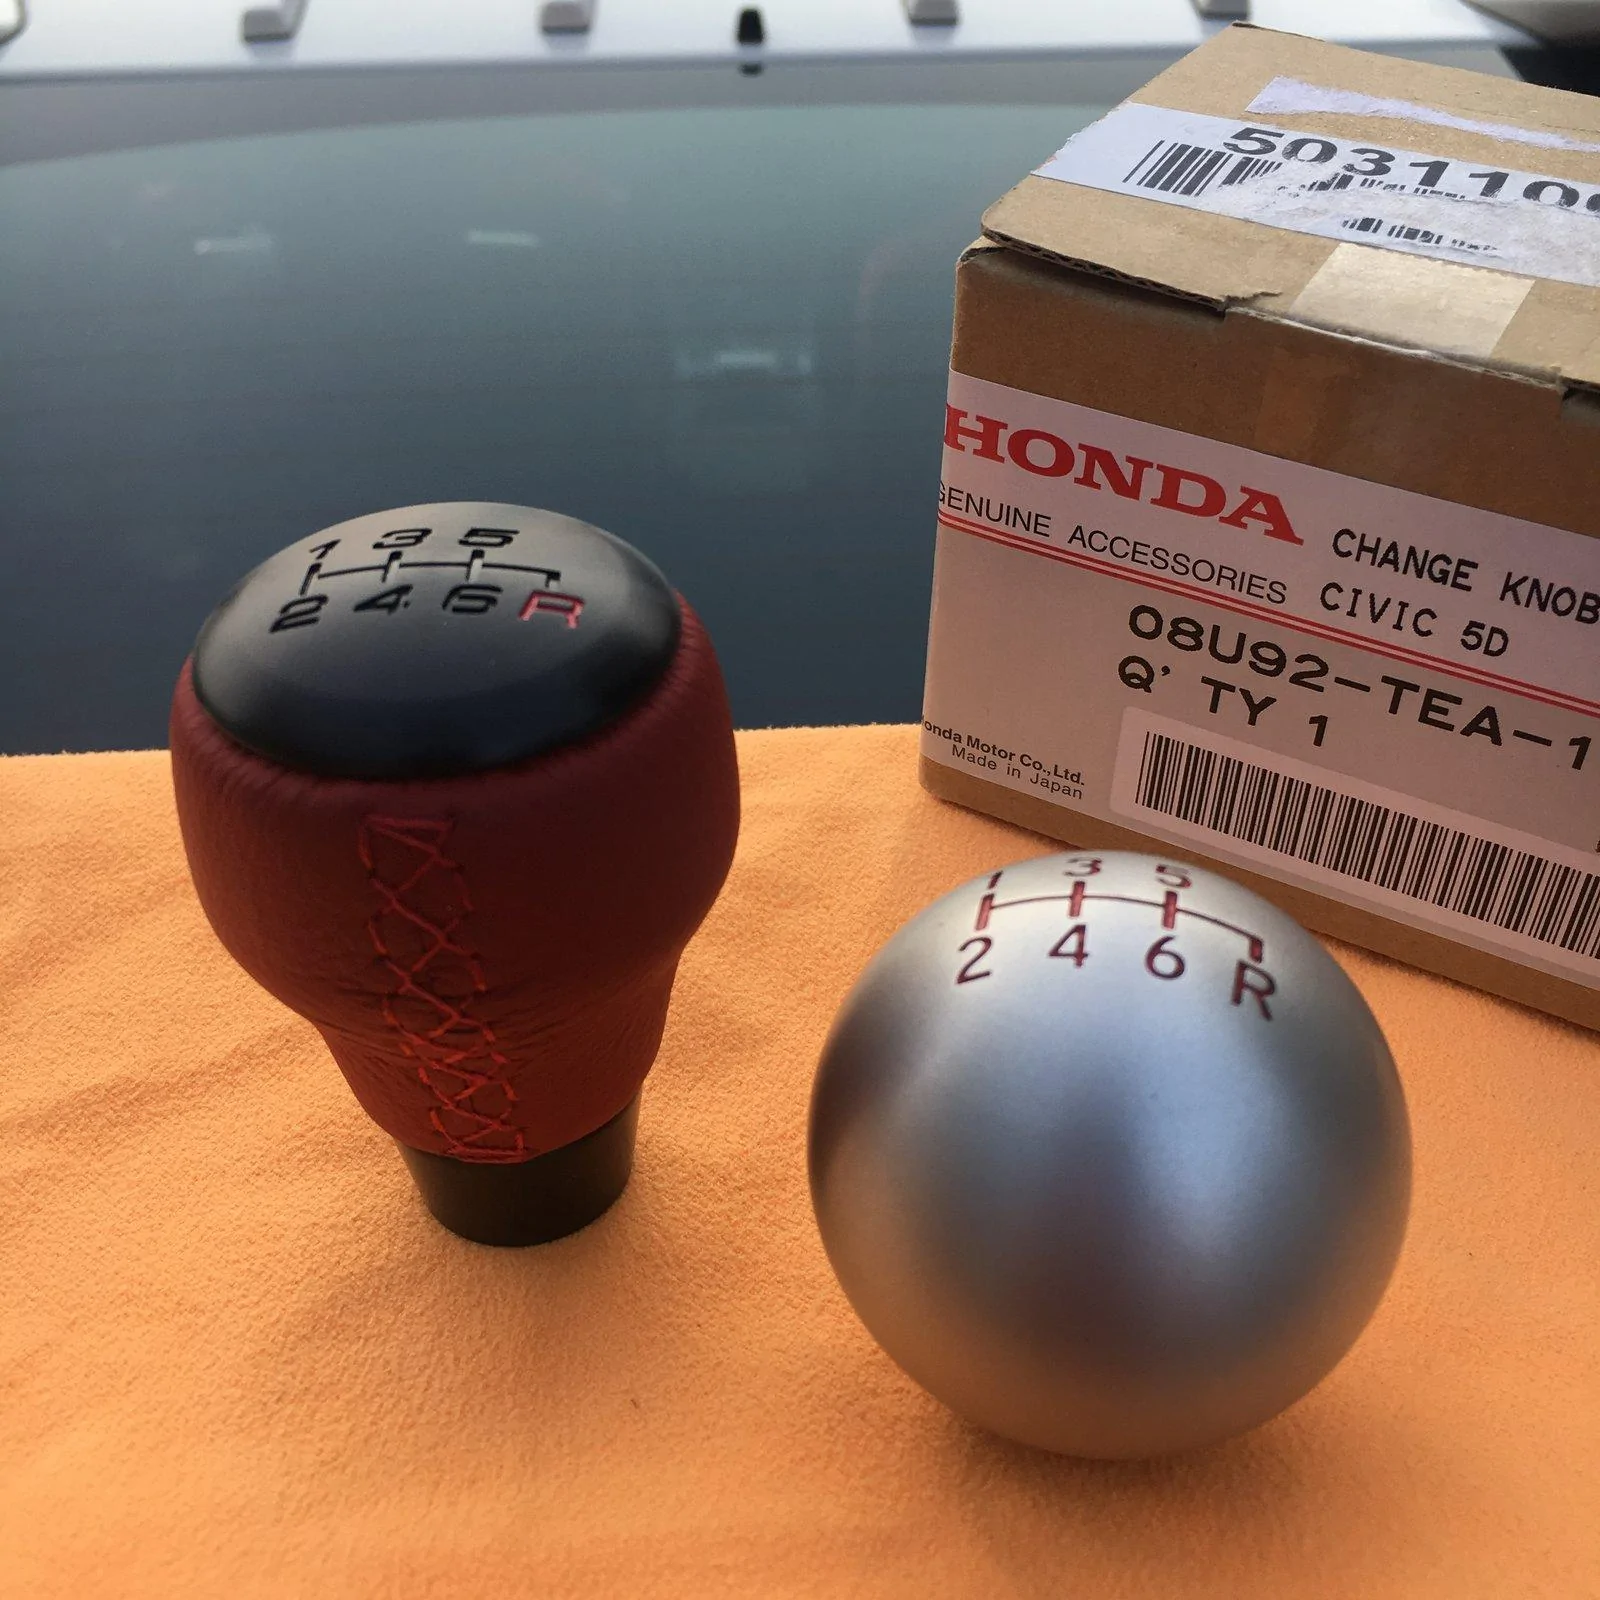 503110
HONDA
GENUINE ACCESSORIES
CHANGE KNOB
CIVIC 5D
08U92-TEA-1
Q'TY 1
Honda Motor Co., Ltd.
Made in Japan
1 3 5
2 4 6 R
1 3 5
2 4 6 R